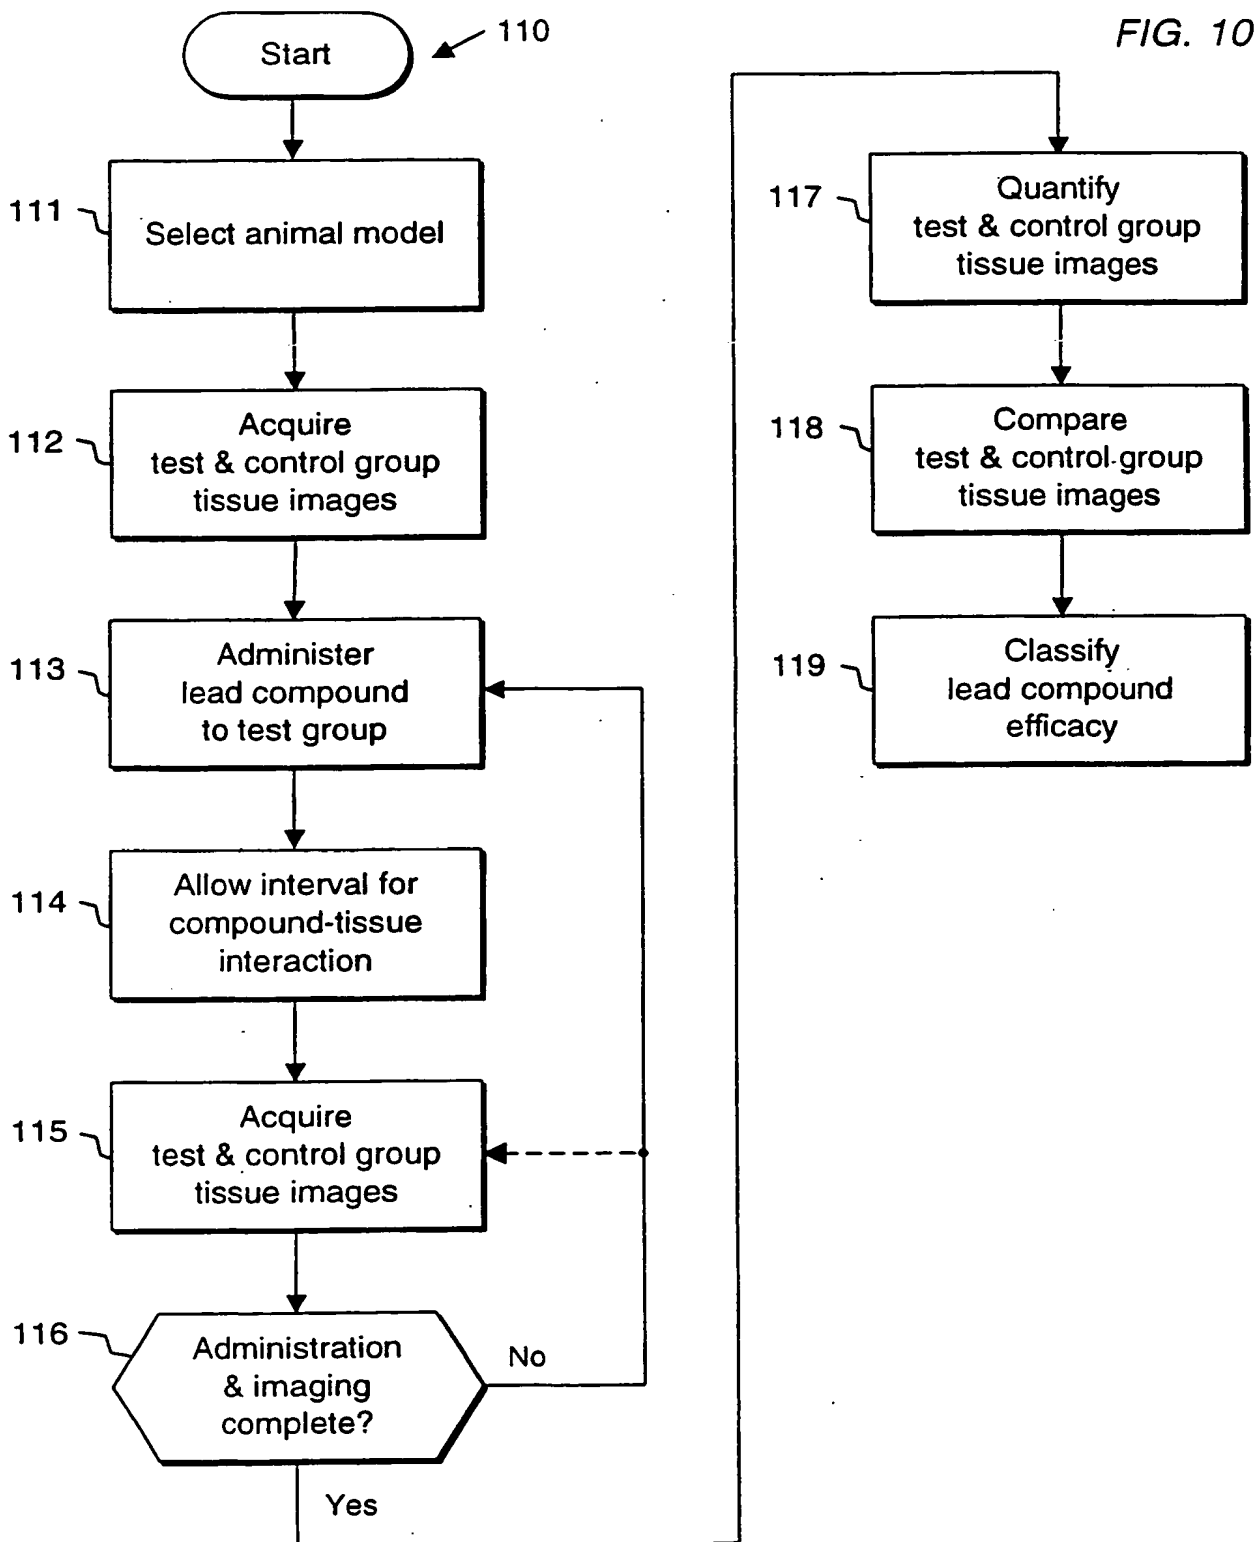 FIG. 10
Start
110
111
Select animal model
112
Acquire
test & control group
tissue images
113
Administer
lead compound
to test group
114
Allow interval for
compound-tissue
interaction
115
Acquire
test & control group
tissue images
116
Administration
& imaging
complete?
No
Yes
117
Quantify
test & control group
tissue images
118
Compare
test & control group
tissue images
119
Classify
lead compound
efficacy